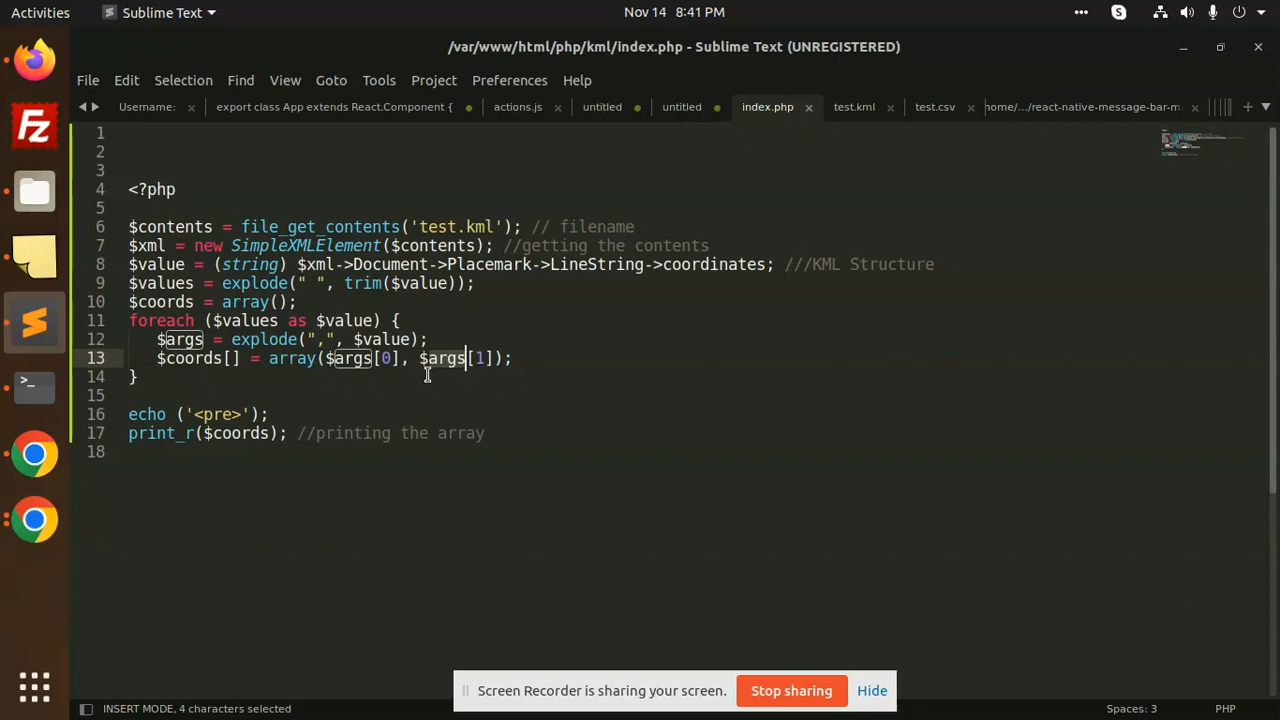 Activities
Sublime Text
Nov 14 8:41 PM
/var/www/html/php/kml/index.php - Sublime Text (UNREGISTERED)
File Edit Selection Find View Goto Tools Project Preferences Help
Username: export class App extends React.Component { actions.js untitled untitled index.php test.kml test.csv home/.../react-native-message-bar-m
1
2
3
4 <?php
5
6 $contents = file_get_contents('test.kml'); // filename
7 $xml = new SimpleXMLElement($contents); //getting the contents
8 $value = (string) $xml->Document->Placemark->LineString->coordinates; ///KML Structure
9 $values = explode(" ", trim($value));
10 $coords = array();
11 foreach ($values as $value) {
12 $args = explode(",", $value);
13 $coords[] = array($args[0], $args[1]);
14 }
15
16 echo ('<pre>');
17 print_r($coords); //printing the array
18
Screen Recorder is sharing your screen. Stop sharing Hide
INSERT MODE, 4 characters selected
Spaces: 3
PHP